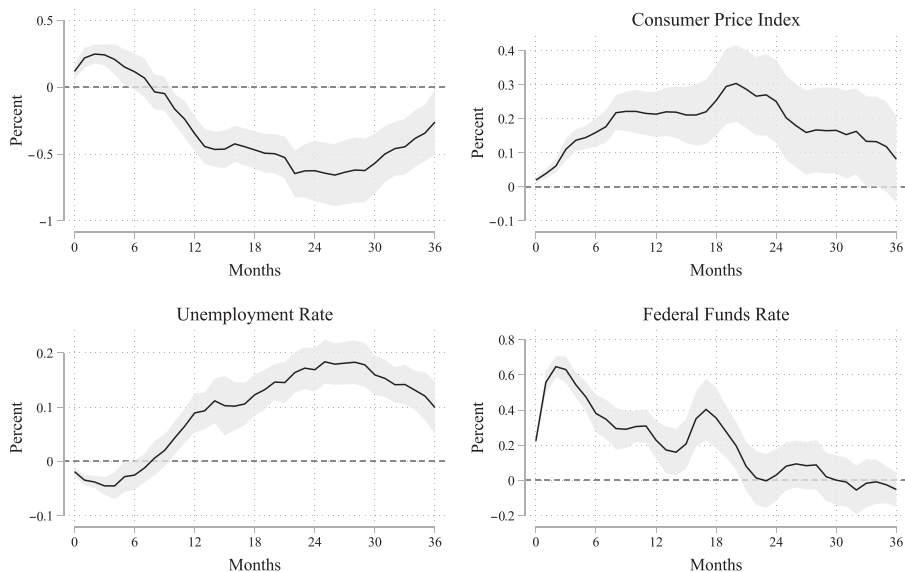 0.5
0
−0.5
−1
Percent
0 6 12 18 24 30 36
Months
Consumer Price Index
0.4
0.3
0.2
0.1
0
−0.1
Percent
0 6 12 18 24 30 36
Months
Unemployment Rate
0.2
0.1
0
−0.1
Percent
0 6 12 18 24 30 36
Months
Federal Funds Rate
0.8
0.6
0.4
0.2
0
−0.2
Percent
0 6 12 18 24 30 36
Months